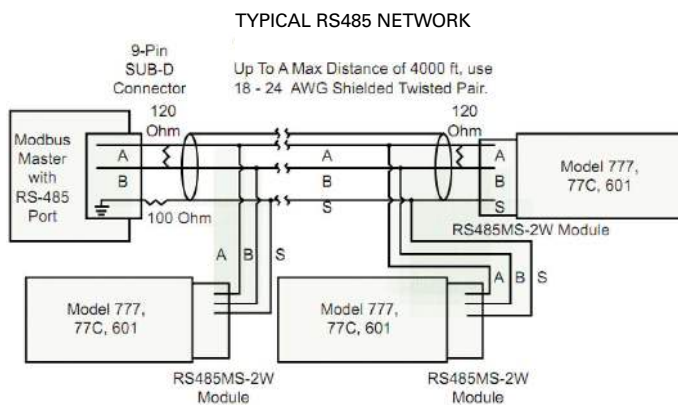 TYPICAL RS485 NETWORK
9-Pin
SUB-D
Connector
Up To A Max Distance of 4000 ft, use
18 - 24 AWG Shielded Twisted Pair.
120
Ohm
120
Ohm
Modbus
Master
with
RS-485
Port
A
B
A
B
S
A
B
S
100 Ohm
Model 777,
77C, 601
RS485MS-2W Module
A B S
A B S
Model 777,
77C, 601
Model 777,
77C, 601
RS485MS-2W
Module
RS485MS-2W
Module